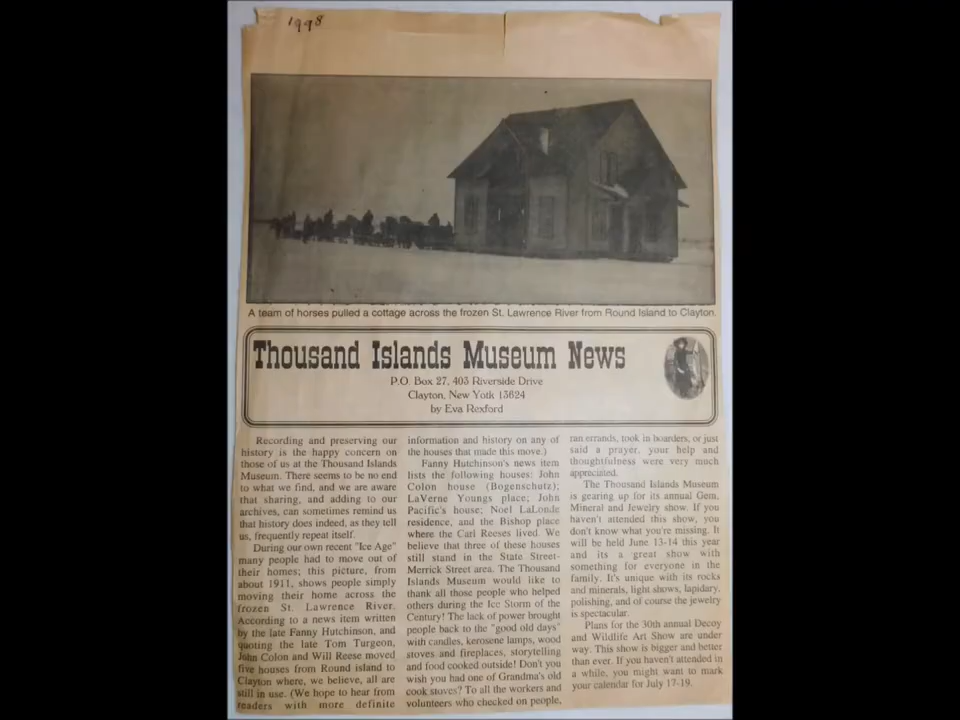 1998
A team of horses pulled a cottage across the frozen St. Lawrence River from Round Island to Clayton.
Thousand Islands Museum News
P.O. Box 27, 403 Riverside Drive
Clayton, New York 13624
by Eva Rexford
Recording and preserving our
history is the happy concern on
those of us at the Thousand Islands
Museum. There seems to be no end
to what we find, and we are aware
that sharing, and adding to our
archives, can sometimes remind us
that history does indeed, as they tell
us, frequently repeat itself.
During our own recent "Ice Age"
many people had to move out of
their homes; this picture, from
about 1911, shows people simply
moving their home across the
frozen St. Lawrence River.
According to a news item written
by the late Fanny Hutchinson, and
quoting the late Tom Turgeon,
John Colon and Will Reese moved
five houses from Round island to
Clayton where, we believe, all are
still in use. (We hope to hear from
readers with more definite
information and history on any of
the houses that made this move.)
Fanny Hutchinson's news item
lists the following houses: John
Colon house (Bogenschutz);
LaVerne Youngs place; John
Pacific's house; Noel LaLonde
residence, and the Bishop place
where the Carl Reeses lived. We
believe that three of these houses
still stand in the State Street-
Merrick Street area. The Thousand
Islands Museum would like to
thank all those people who helped
others during the Ice Storm of the
Century! The lack of power brought
people back to the "good old days"
with candles, kerosene lamps, wood
stoves and fireplaces, storytelling
and food cooked outside! Don't you
wish you had one of Grandma's old
cook stoves? To all the workers and
volunteers who checked on people,
ran errands, took in boarders, or just
said a prayer, your help and
thoughtfulness were very much
appreciated.
The Thousand Islands Museum
is gearing up for its annual Gem,
Mineral and Jewelry show. If you
haven't attended this show, you
don't know what you're missing. It
will be held June 13-14 this year
and its a great show with
something for everyone in the
family. It's unique with its rocks
and minerals, light shows, lapidary,
polishing, and of course the jewelry
is spectacular.
Plans for the 30th annual Decoy
and Wildlife Art Show are under
way. This show is bigger and better
than ever. If you haven't attended in
a while, you might want to mark
your calendar for July 17-19.